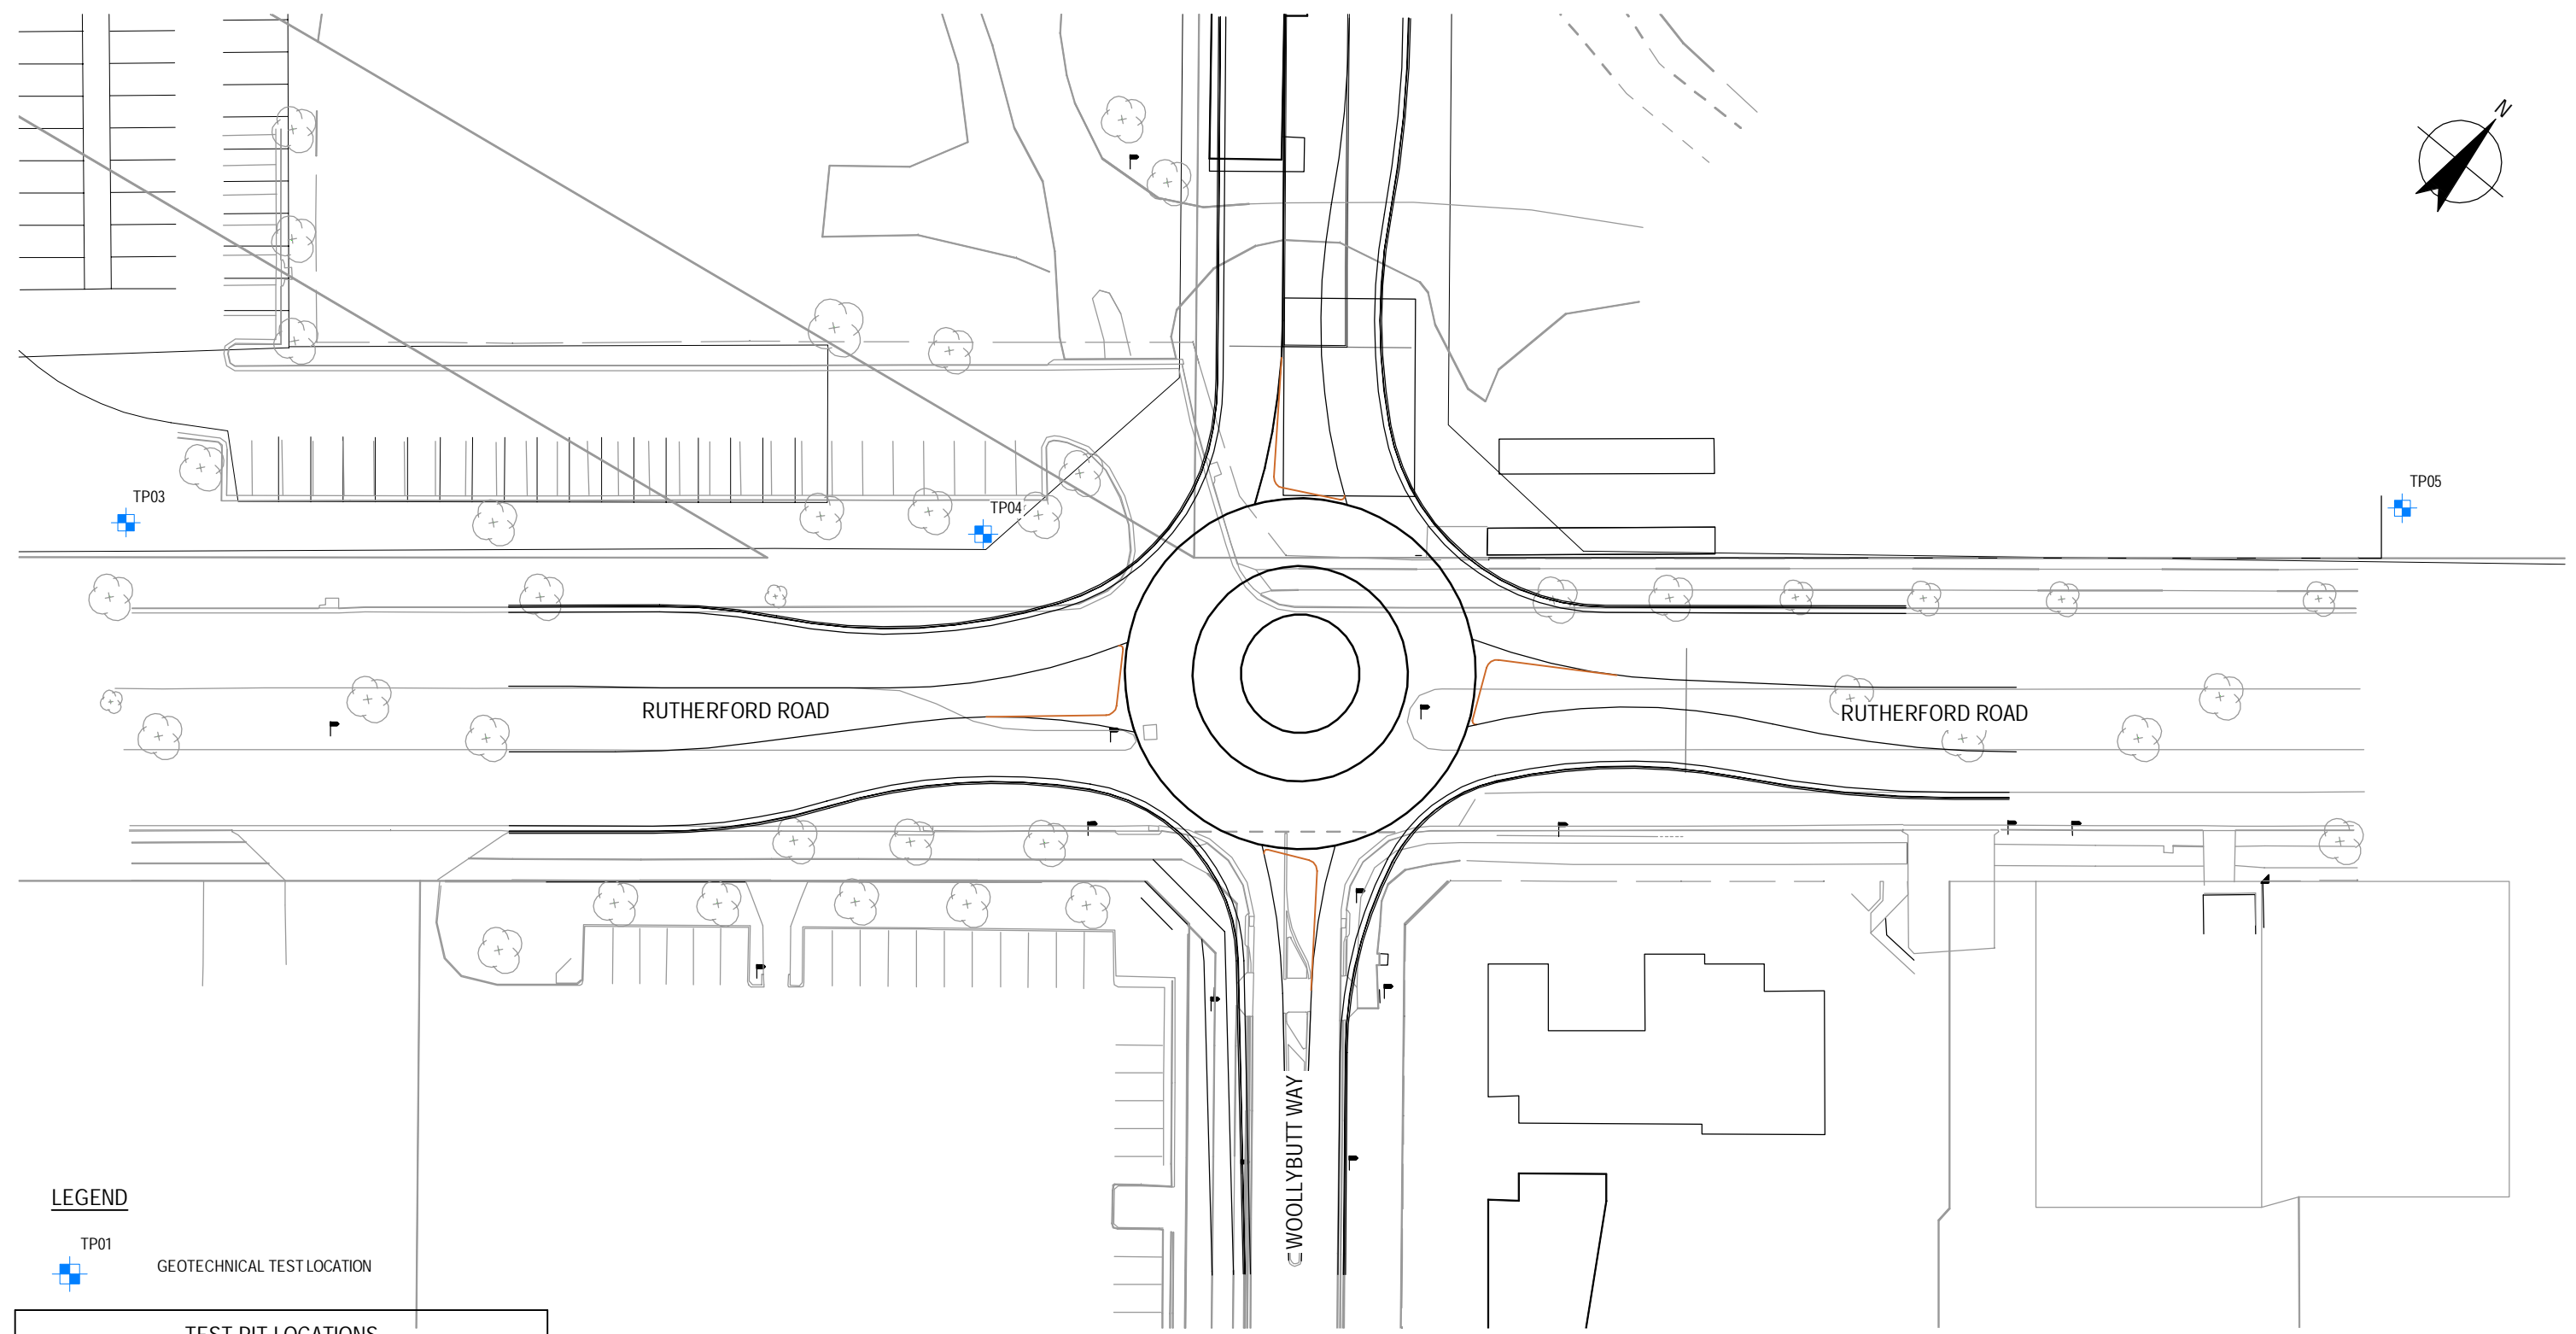 N
TP03
TP04
TP05
RUTHERFORD ROAD
RUTHERFORD ROAD
WOOLLYBUTT WAY
LEGEND
TP01
GEOTECHNICAL TEST LOCATION
TEST PIT LOCATIONS